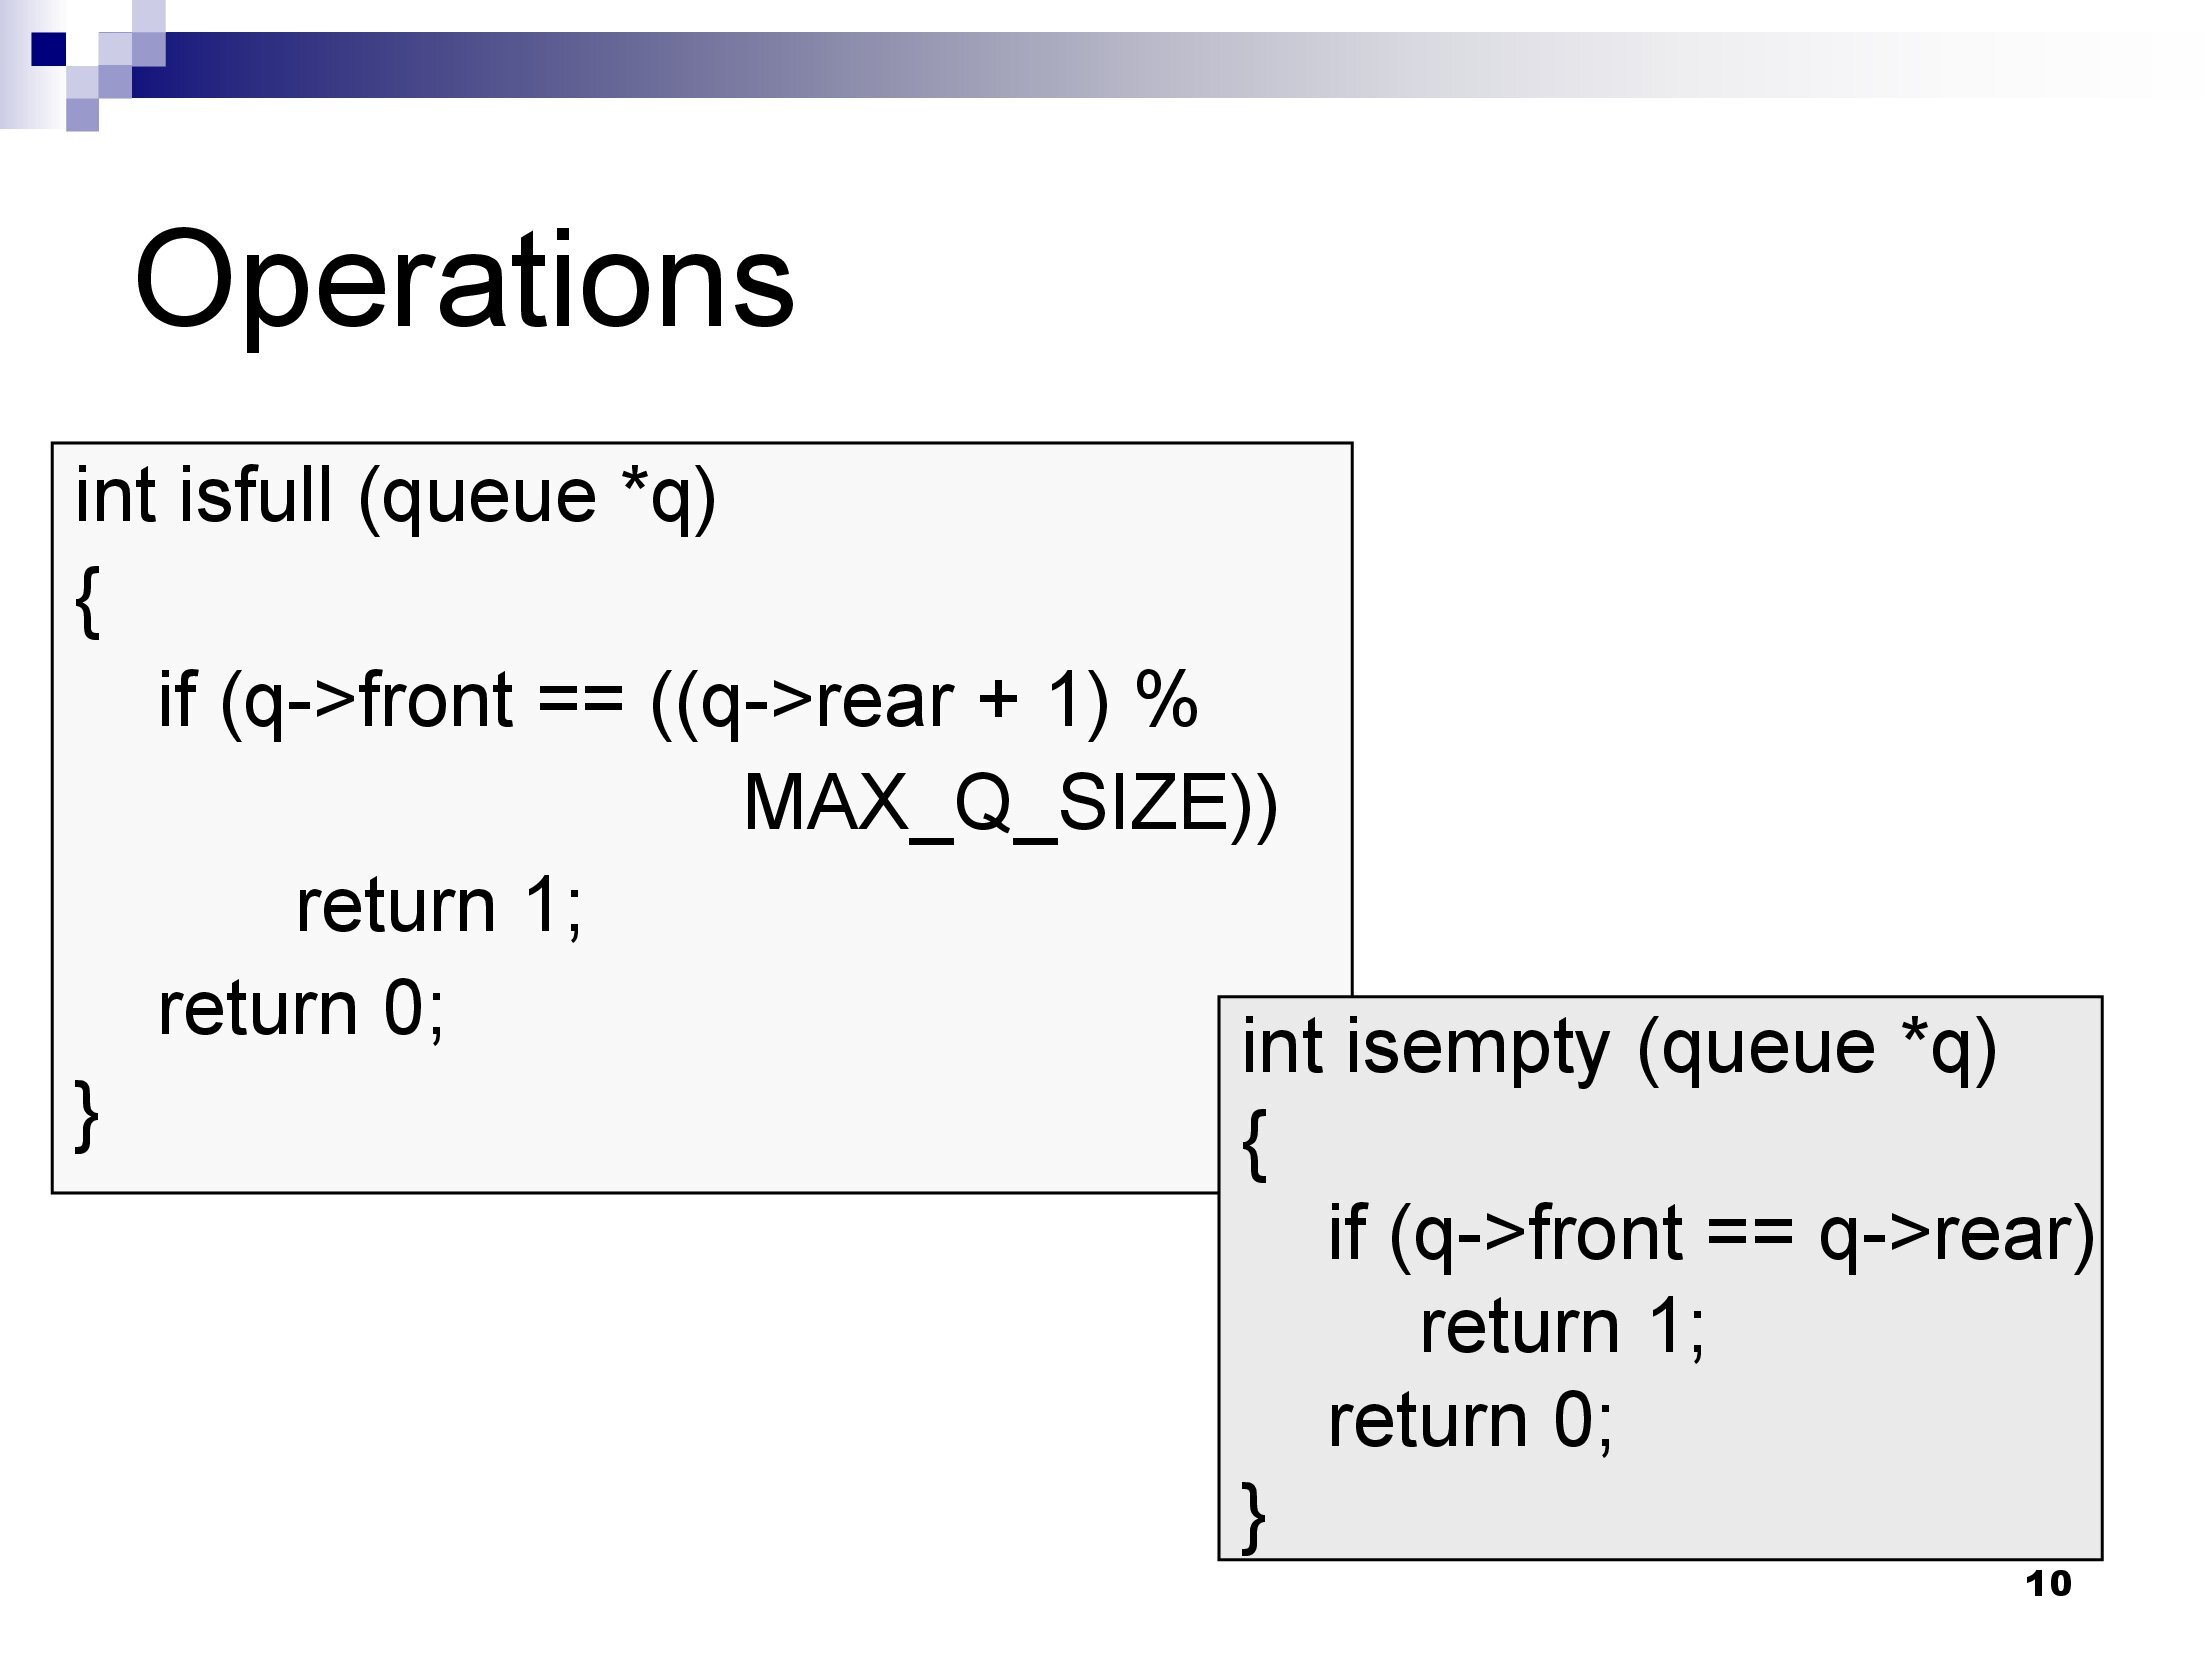 Operations
int isfull (queue *q)
{
if (q->front == ((q->rear + 1) %
MAX_Q_SIZE))
return 1;
return 0;
}
int isempty (queue *q)
{
if (q->front == q->rear)
return 1;
return 0;
}
10